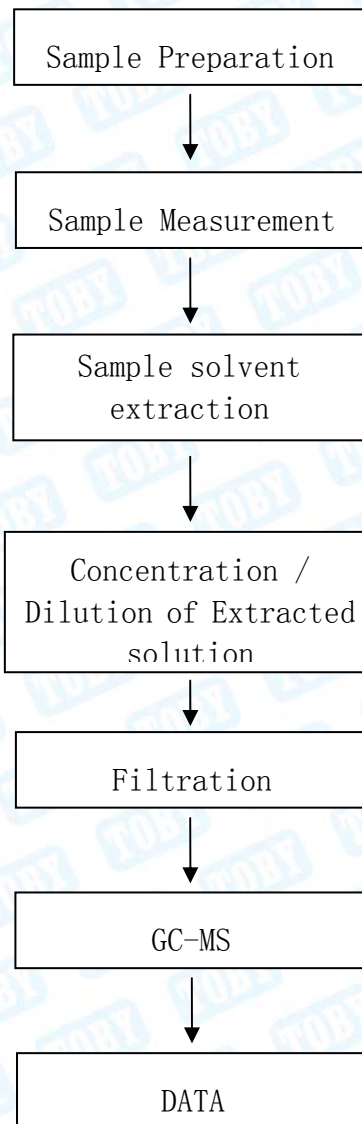 Sample Preparation
Sample Measurement
Sample solvent
extraction
Concentration /
Dilution of Extracted
solution
Filtration
GC-MS
DATA